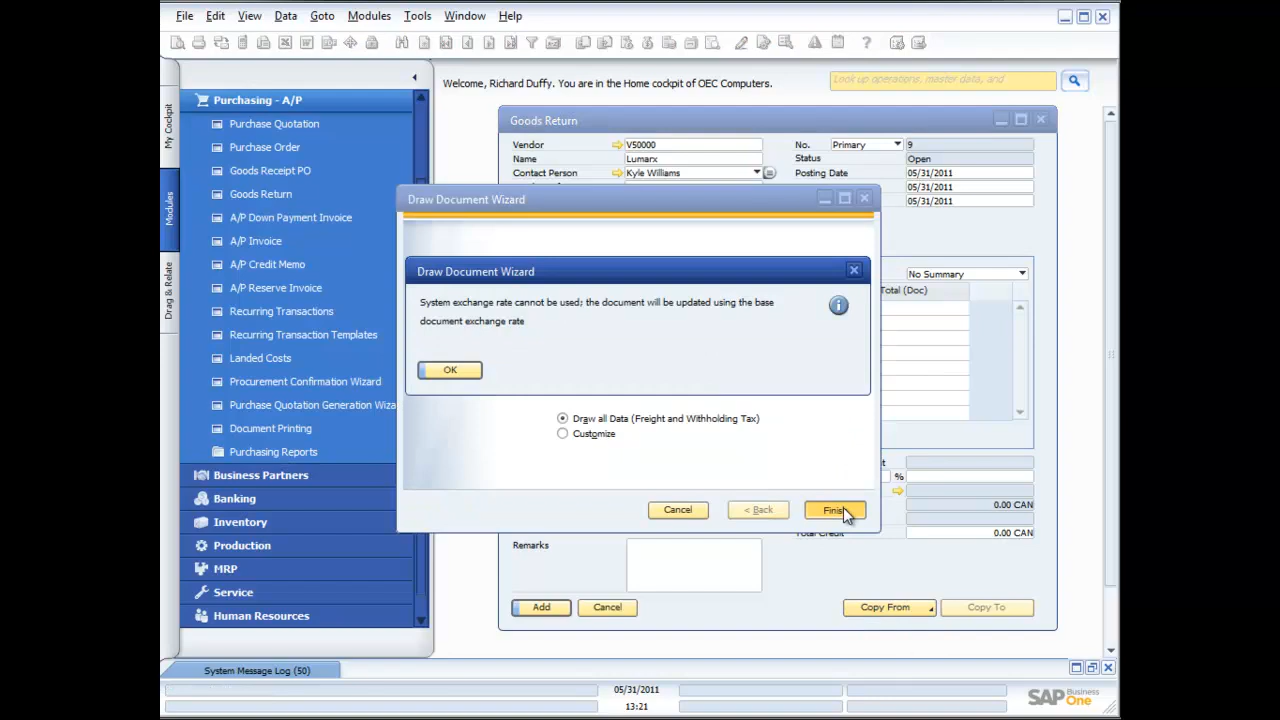 File Edit View Data Goto Modules Tools Window Help
Welcome, Richard Duffy. You are in the Home cockpit of OEC Computers.
Look up operations, master data, and
My Cockpit
Modules
Drag & Relate
Purchasing - A/P
Purchase Quotation
Purchase Order
Goods Receipt PO
Goods Return
A/P Down Payment Invoice
A/P Invoice
A/P Credit Memo
A/P Reserve Invoice
Recurring Transactions
Recurring Transaction Templates
Landed Costs
Procurement Confirmation Wizard
Purchase Quotation Generation Wiza
Document Printing
Purchasing Reports
Business Partners
Banking
Inventory
Production
MRP
Service
Human Resources
Goods Return
Vendor V50000 No. Primary 9
Name Lumarx Status Open
Contact Person Kyle Williams Posting Date 05/31/2011
05/31/2011
05/31/2011
Draw Document Wizard
No Summary
Total (Doc)
Draw Document Wizard
System exchange rate cannot be used; the document will be updated using the base
document exchange rate
OK
Draw all Data (Freight and Withholding Tax)
Customize
Cancel < Back Finis
%
0.00 CAN
0.00 CAN
Remarks
Add Cancel Copy From Copy To
System Message Log (50)
05/31/2011
13:21
SAP Business One